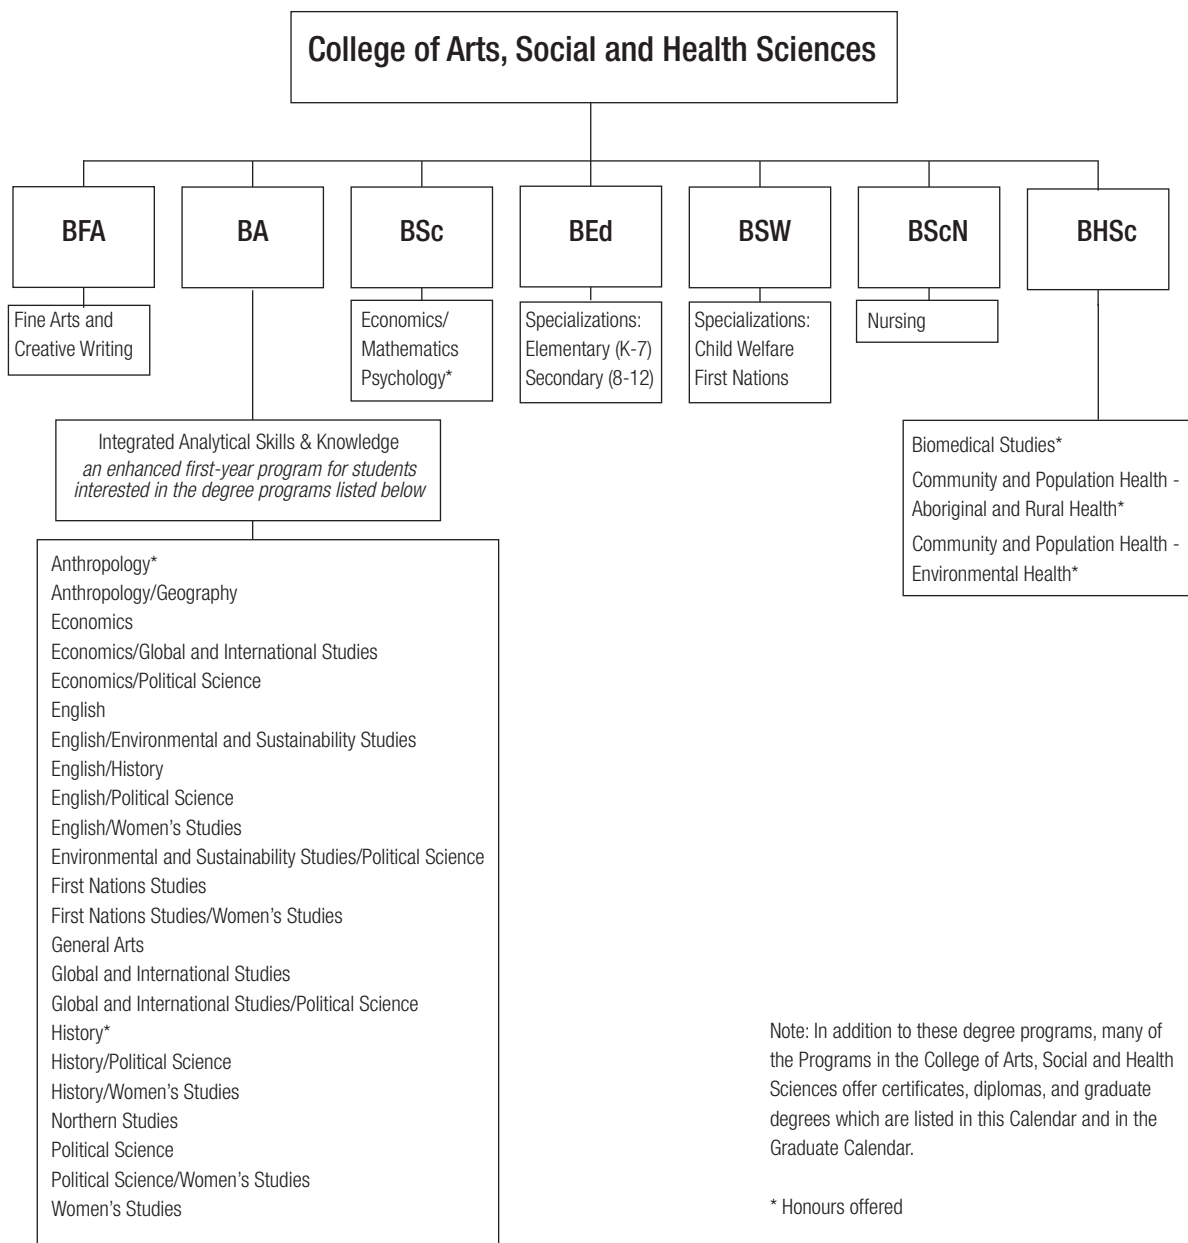 College of Arts, Social and Health Sciences
BFA
BA
BSc
BEd
BSW
BScN
BHSc
Fine Arts and
Creative Writing
Economics/
Mathematics
Psychology*
Specializations:
Elementary (K-7)
Secondary (8-12)
Specializations:
Child Welfare
First Nations
Nursing
Integrated Analytical Skills & Knowledge
an enhanced first-year program for students
interested in the degree programs listed below
Biomedical Studies*
Community and Population Health -
Aboriginal and Rural Health*
Community and Population Health -
Environmental Health*
Anthropology*
Anthropology/Geography
Economics
Economics/Global and International Studies
Economics/Political Science
English
English/Environmental and Sustainability Studies
English/History
English/Political Science
English/Women’s Studies
Environmental and Sustainability Studies/Political Science
First Nations Studies
First Nations Studies/Women’s Studies
General Arts
Global and International Studies
Global and International Studies/Political Science
History*
History/Political Science
History/Women’s Studies
Northern Studies
Political Science
Political Science/Women’s Studies
Women’s Studies
Note: In addition to these degree programs, many of
the Programs in the College of Arts, Social and Health
Sciences offer certificates, diplomas, and graduate
degrees which are listed in this Calendar and in the
Graduate Calendar.
* Honours offered